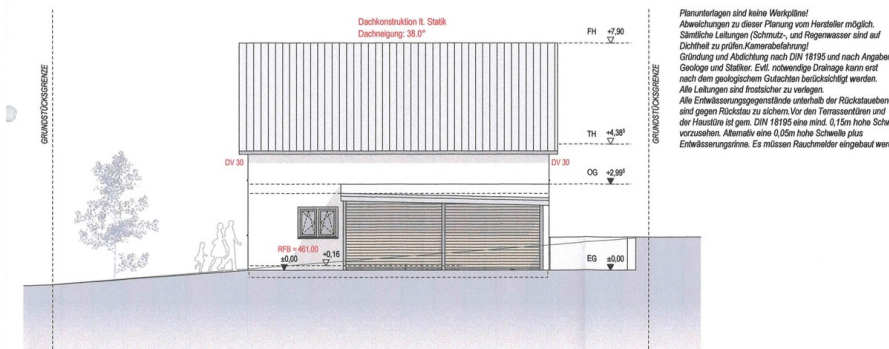 Dachkonstruktion lt. Statik
Dachneigung: 38.0°
FH +7,90
GRUNDSTÜCKSGRENZE
GRUNDSTÜCKSGRENZE
TH +4,38⁵
DV 30
DV 30
OG +2,99⁵
RFB = 461,00
+0,16
±0,00
EG ±0,00
Planunterlagen sind keine Werkpläne!
Abweichungen zu dieser Planung vom Hersteller möglich.
Sämtliche Leitungen (Schmutz-, und Regenwasser sind auf
Dichtheit zu prüfen.Kamerabefahrung!
Gründung und Abdichtung nach DIN 18195 und nach Angaben
Geologe und Statiker. Evtl. notwendige Drainage kann erst
nach dem geologischem Gutachten berücksichtigt werden.
Alle Leitungen sind frostsicher zu verlegen.
Alle Entwässerungsgegenstände unterhalb der
sind gegen Rückstau zu sichern.Vor den Terrassentüren und
der Haustüre ist gem. DIN 18195 eine mind. 0,15m hohe
vorzusehen. Alternativ eine 0,05m hohe Schwelle plus
Entwässerungsrinne. Es müssen Rauchmelder eingebaut